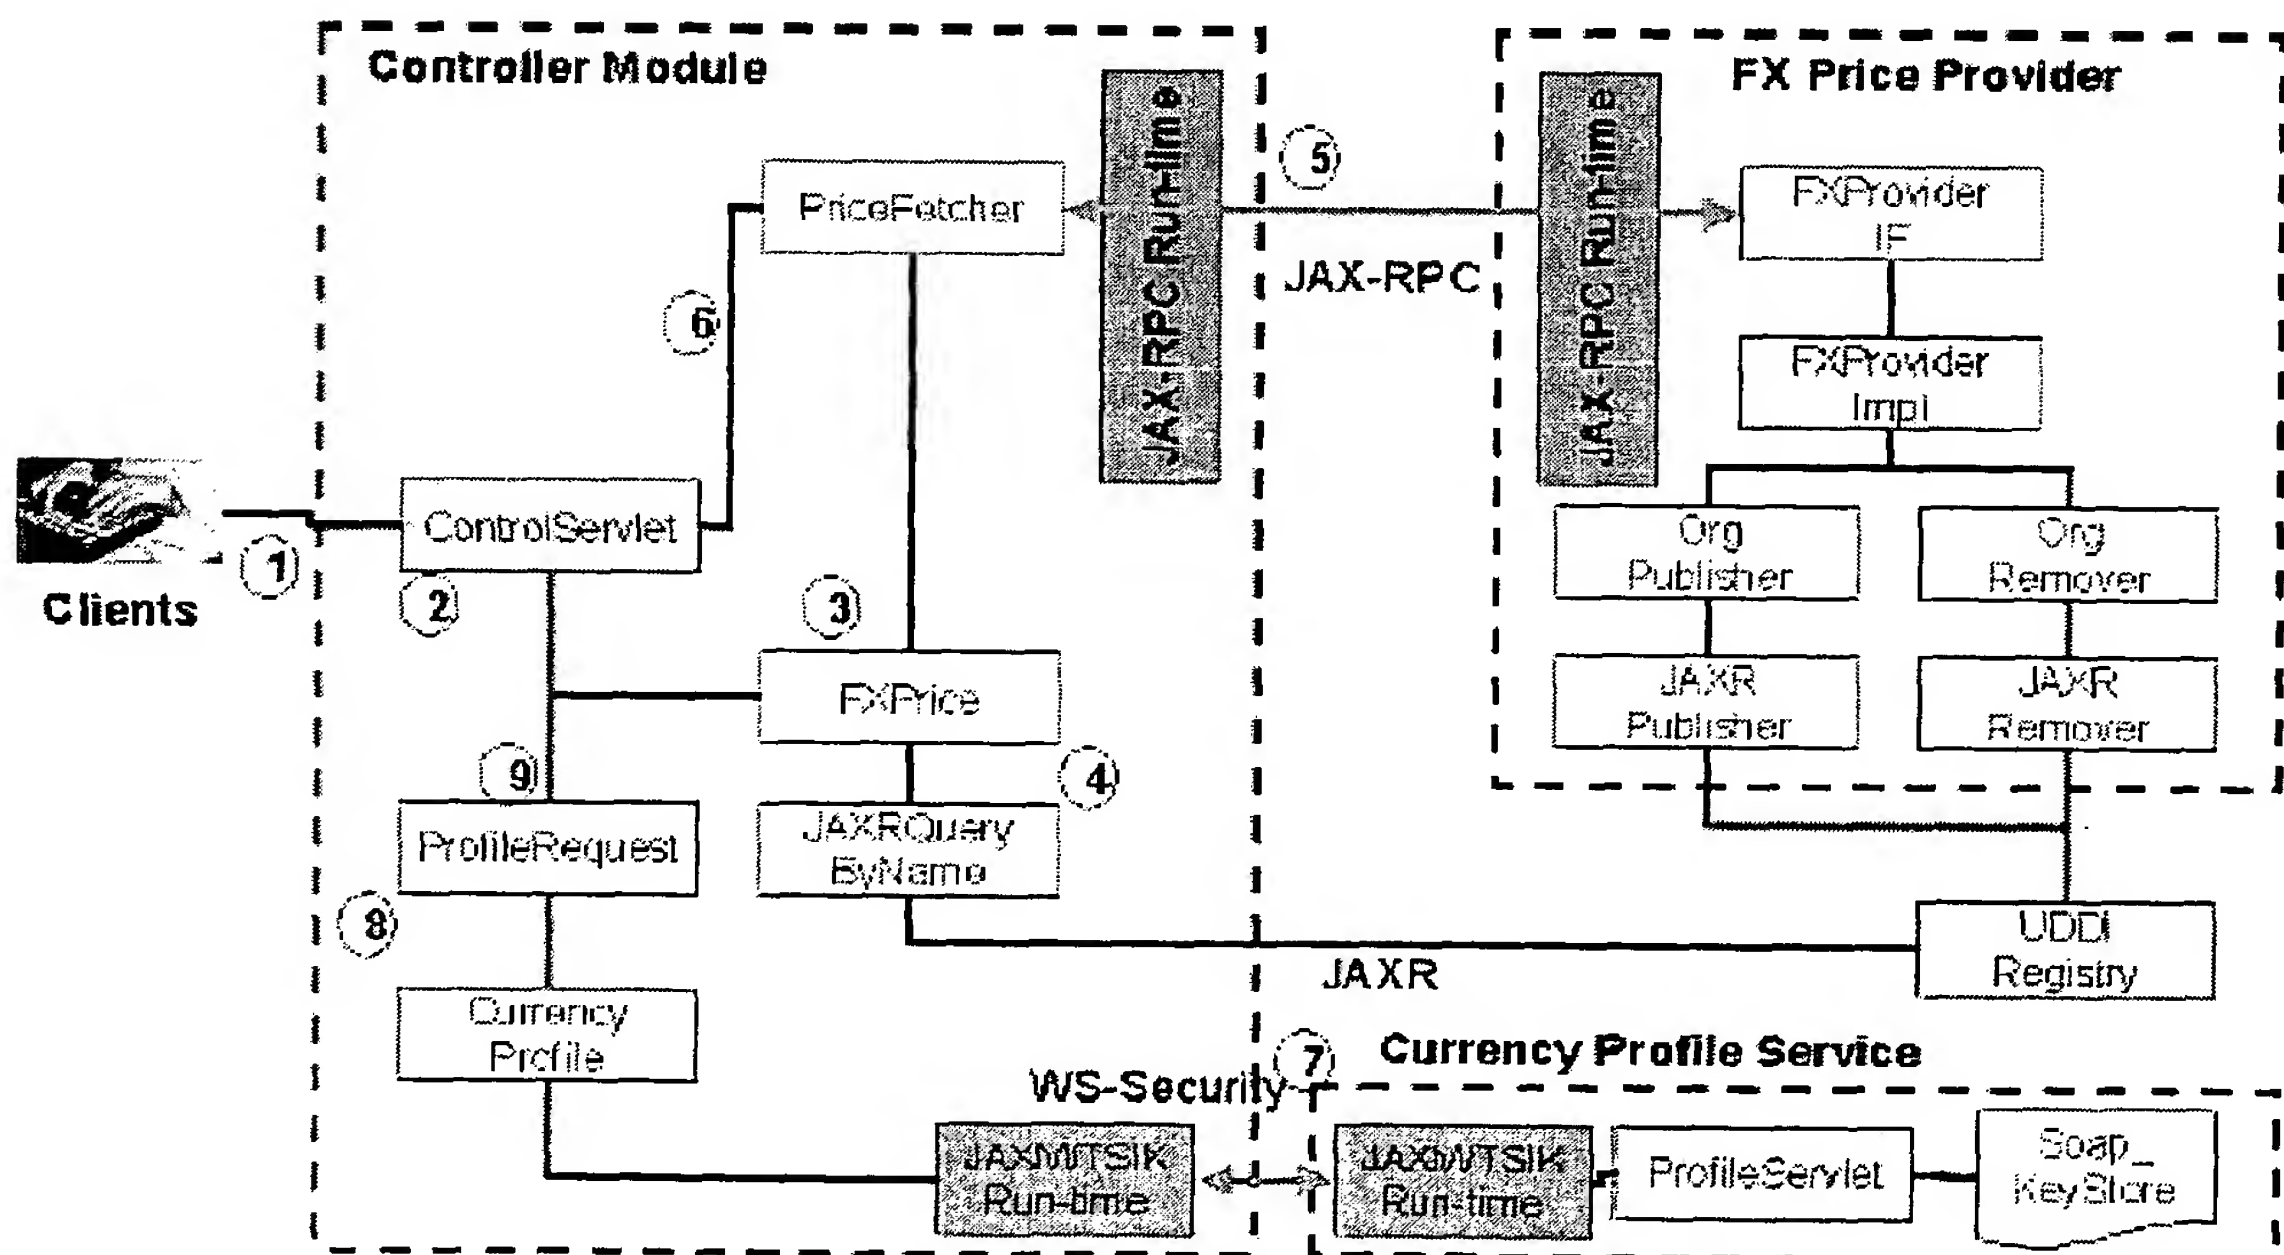 Controller Module
FX Price Provider
JAX-RPC Run-time
JAX-RPC Run-time
5
PriceFetcher
FXProvider
IF
JAX-RPC
6
FXProvider
Impl
ControlServlet
Org
Publisher
Org
Remover
1
Clients
2
3
FXPrice
JAXR
Publisher
JAXR
Remover
9
4
ProfileRequest
JAXRQuery
ByName
8
UDDI
Registry
JAXR
Currency
Profile
7
Currency Profile Service
WS-Security
JAXM/TSIK
Run-time
JAXM/TSIK
Run-time
ProfileServlet
Soap_
KeyStore